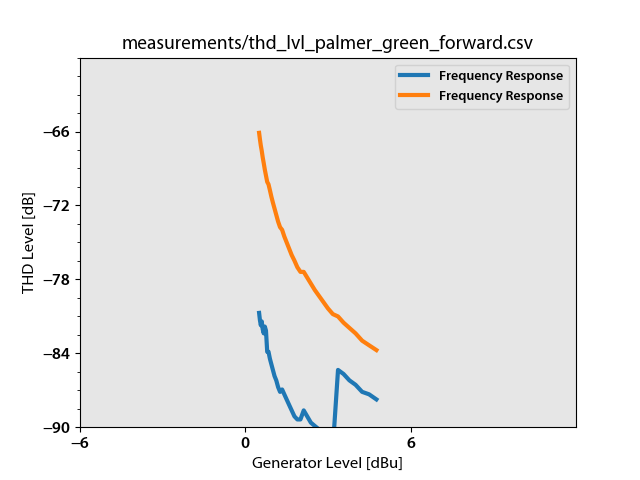 measurements/thd_lvl_palmer_green_forward.csv
Frequency Response
Frequency Response
−66
−72
−78
−84
−90
THD Level [dB]
−6 0 6
Generator Level [dBu]